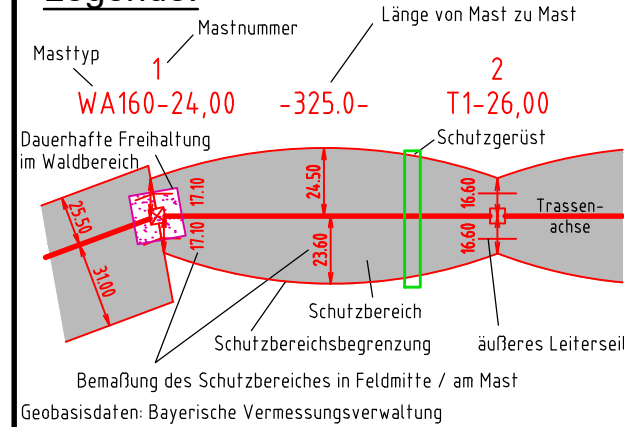 Legende:
Länge von Mast zu Mast
Mastnummer
Masttyp
1
2
WA160-24,00
-325.0-
T1-26,00
Dauerhafte Freihaltung
im Waldbereich
Schutzgerüst
25.50
31.00
17.10
17.10
24.50
23.60
16.60
16.60
Trassen-
achse
Schutzbereich
Schutzbereichsbegrenzung
äußeres Leiterseil
Bemaßung des Schutzbereiches in Feldmitte / am Mast
Geobasisdaten: Bayerische Vermessungsverwaltung